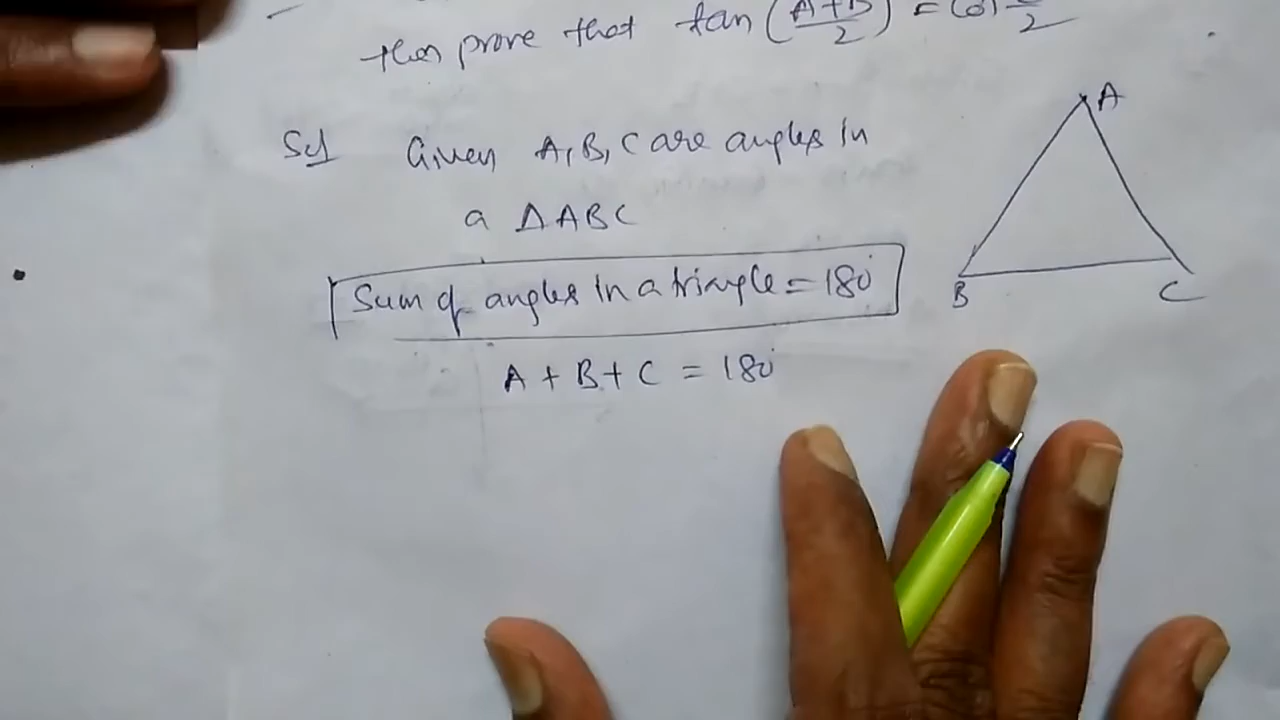 then prove that tan (A+B/2) = Cot C/2
Sol Given A, B, C are angles in
a ΔABC
Sum of angles in a triangle = 180°
A + B + C = 180°
A
B
C